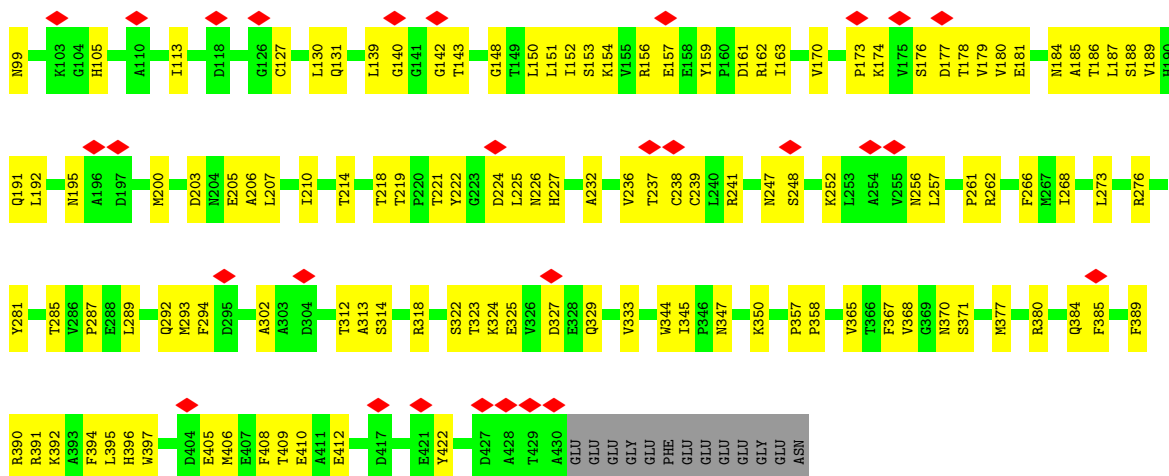 N99 K103 G104 H105 A110 I113 D118 G126 C127 L130 Q131 L139 G140 G141 G142 T143 G148 T149 L150 L151 I152 S153 K154 V155 R156 E157 E158 Y159 P160 D161 R162 I163 V170 P173 K174 V175 S176 D177 T178 V179 V180 E181 N184 A185 T186 L187 S188 V189 H190
Q191 L192 N195 A196 D197 M200 D203 N204 E205 A206 L207 I210 T214 T218 T219 P220 T221 Y222 G223 D224 L225 N226 H227 A232 V236 T237 C238 C239 L240 R241 N247 S248 K252 L253 A254 V255 N256 L257 P261 R262 F266 M267 I268 L273 R276
Y281 T285 V286 P287 E288 L289 Q292 M293 F294 D295 A302 A303 D304 T312 A313 S314 R318 S322 T323 K324 E325 V326 D327 E328 Q329 V333 W344 I345 P346 N347 K350 P357 P358 V365 T366 F367 V368 G369 N370 S371 M377 R380 Q384 F385 F389
R390 R391 K392 A393 F394 L395 H396 W397 D404 E405 M406 E407 F408 T409 E410 A411 E412 D417 E421 Y422 D427 A428 T429 A430 GLU GLU GLU GLY GLU PHE GLU GLU GLU GLU GLU GLY GLU ASN